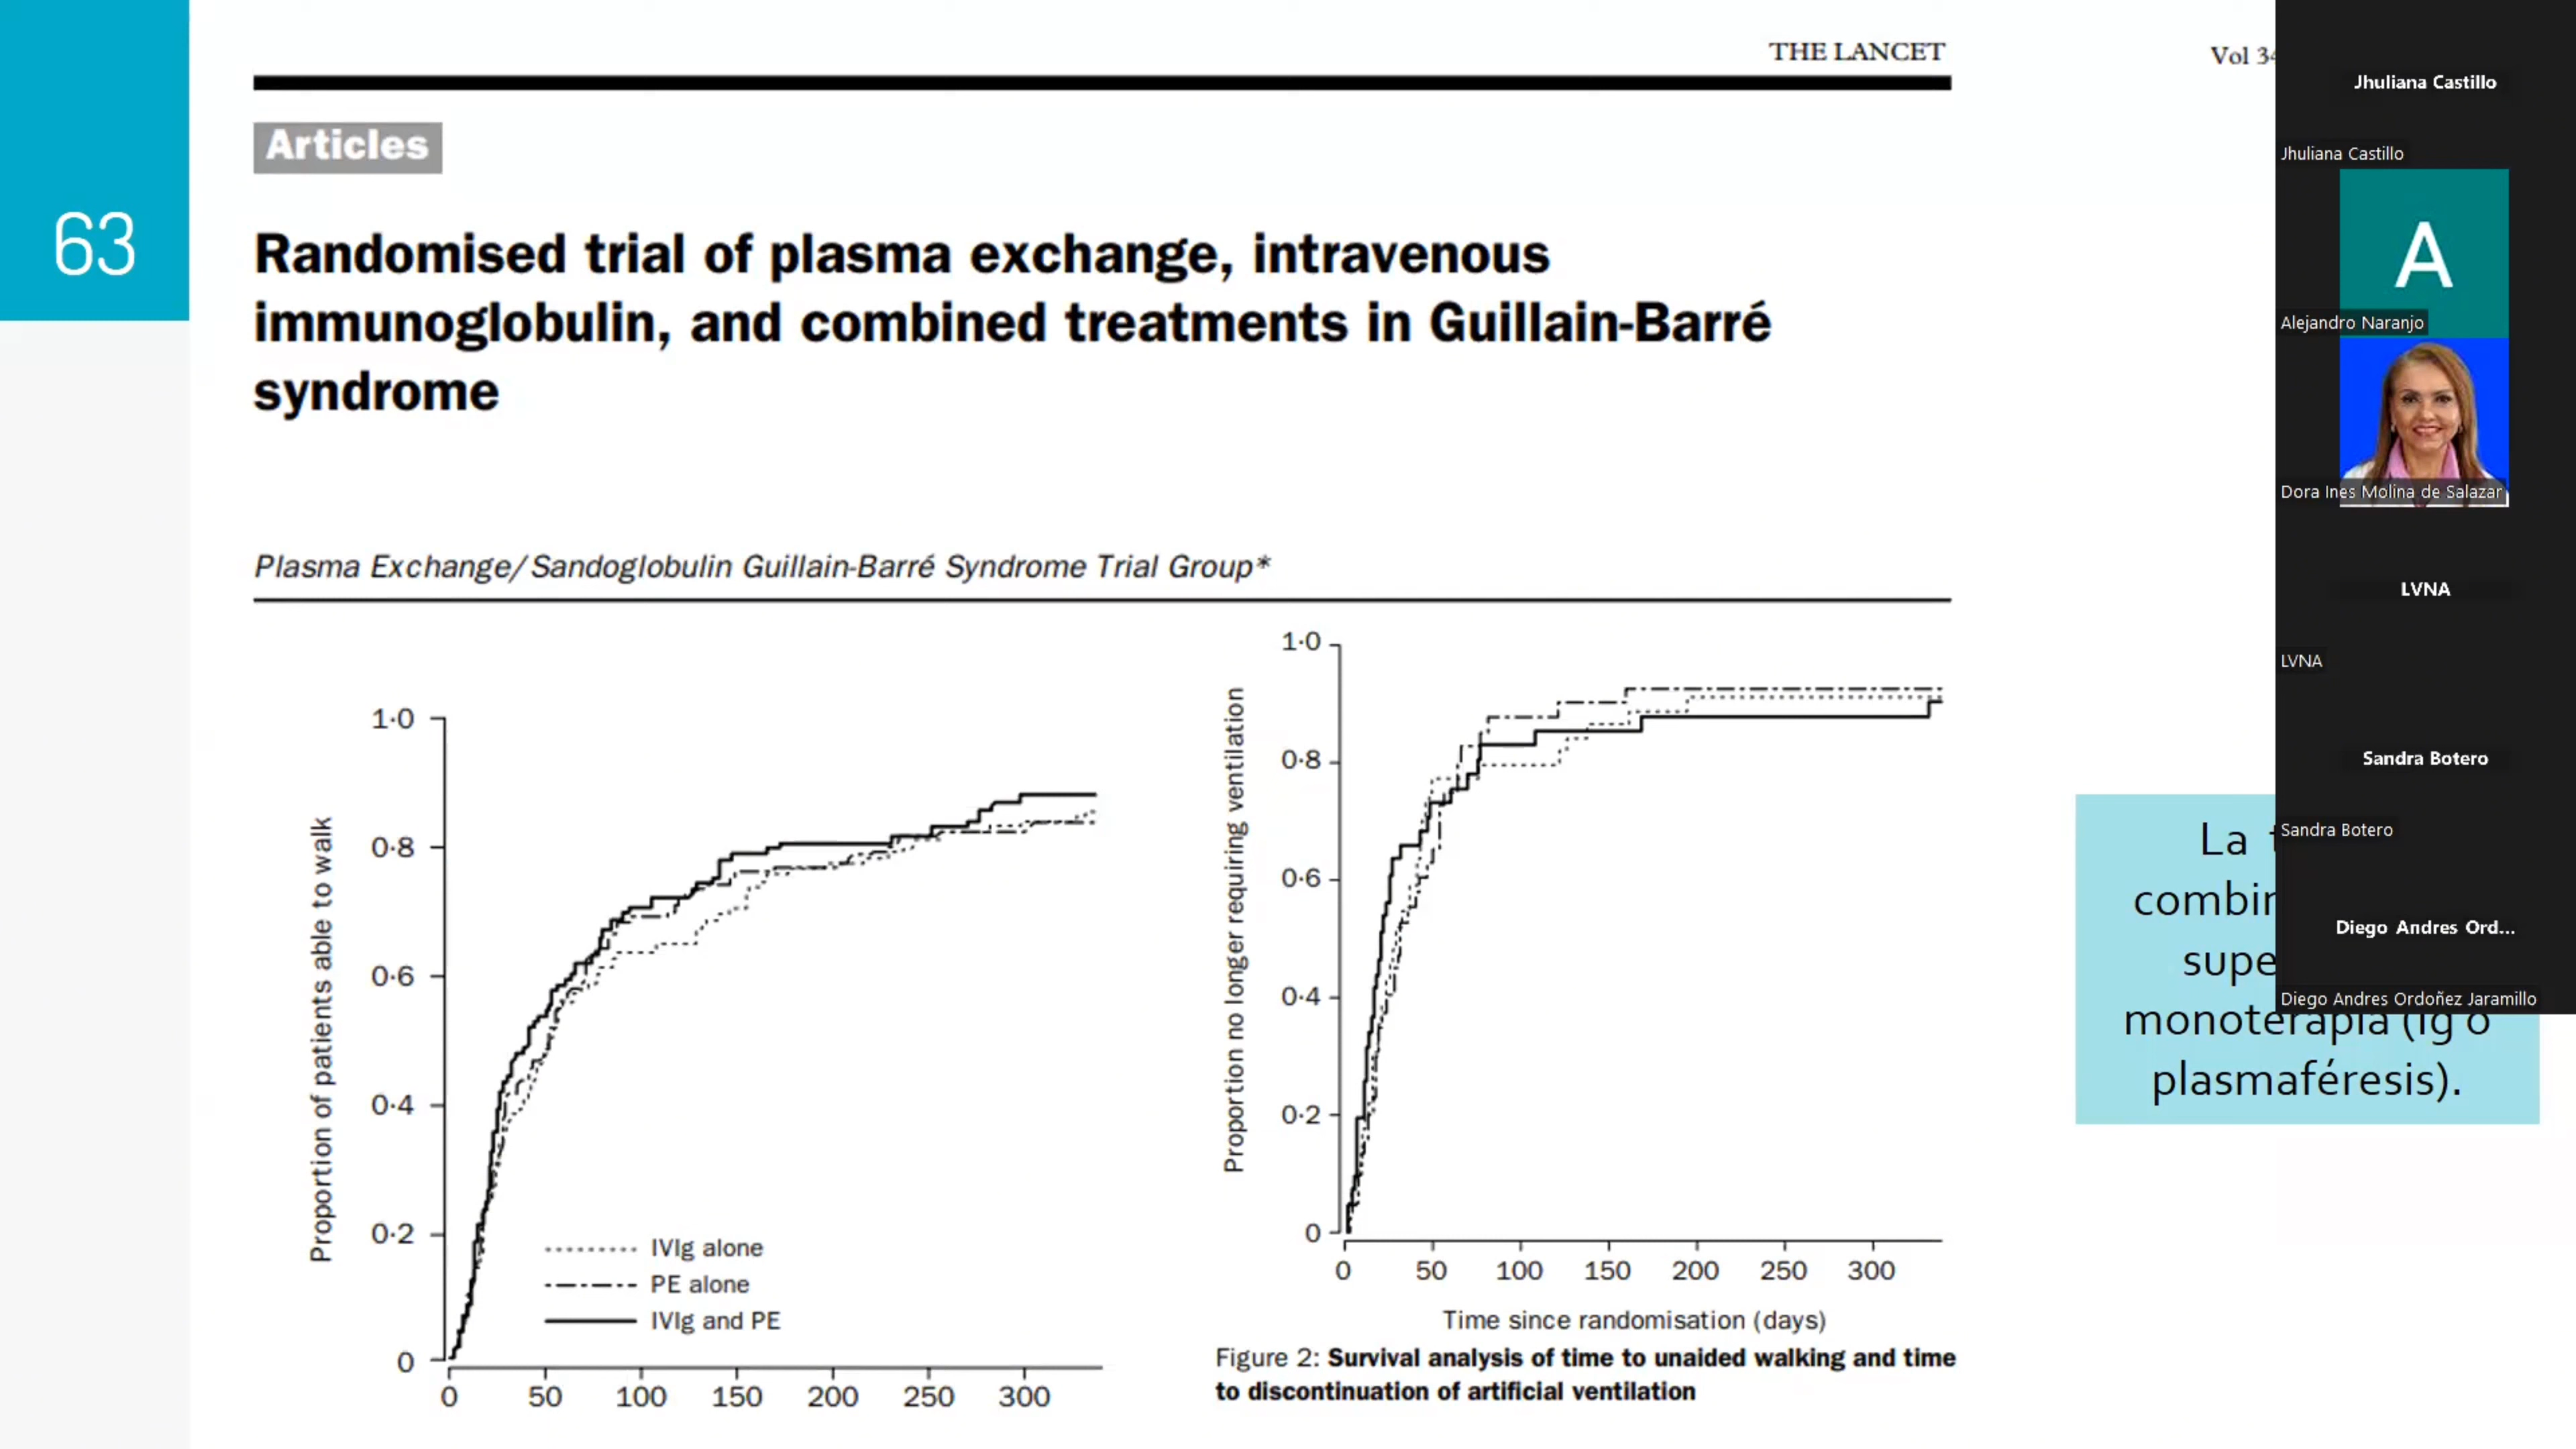 THE LANCET
Vol 34
Articles
63
Randomised trial of plasma exchange, intravenous
immunoglobulin, and combined treatments in Guillain-Barré
syndrome
Plasma Exchange/Sandoglobulin Guillain-Barré Syndrome Trial Group*
Proportion of patients able to walk
1·0
0·8
0·6
0·4
0·2
0
IVIg alone
PE alone
IVIg and PE
0 50 100 150 200 250 300
Proportion no longer requiring ventilation
1·0
0·8
0·6
0·4
0·2
0
0 50 100 150 200 250 300
Time since randomisation (days)
Figure 2: Survival analysis of time to unaided walking and time
to discontinuation of artificial ventilation
La
combin
supe
monoterapia (Ig o
plasmaféresis).
Jhuliana Castillo
Jhuliana Castillo
A
Alejandro Naranjo
Dora Ines Molina de Salazar
LVNA
LVNA
Sandra Botero
Sandra Botero
Diego Andres Ord...
Diego Andres Ordoñez Jaramillo